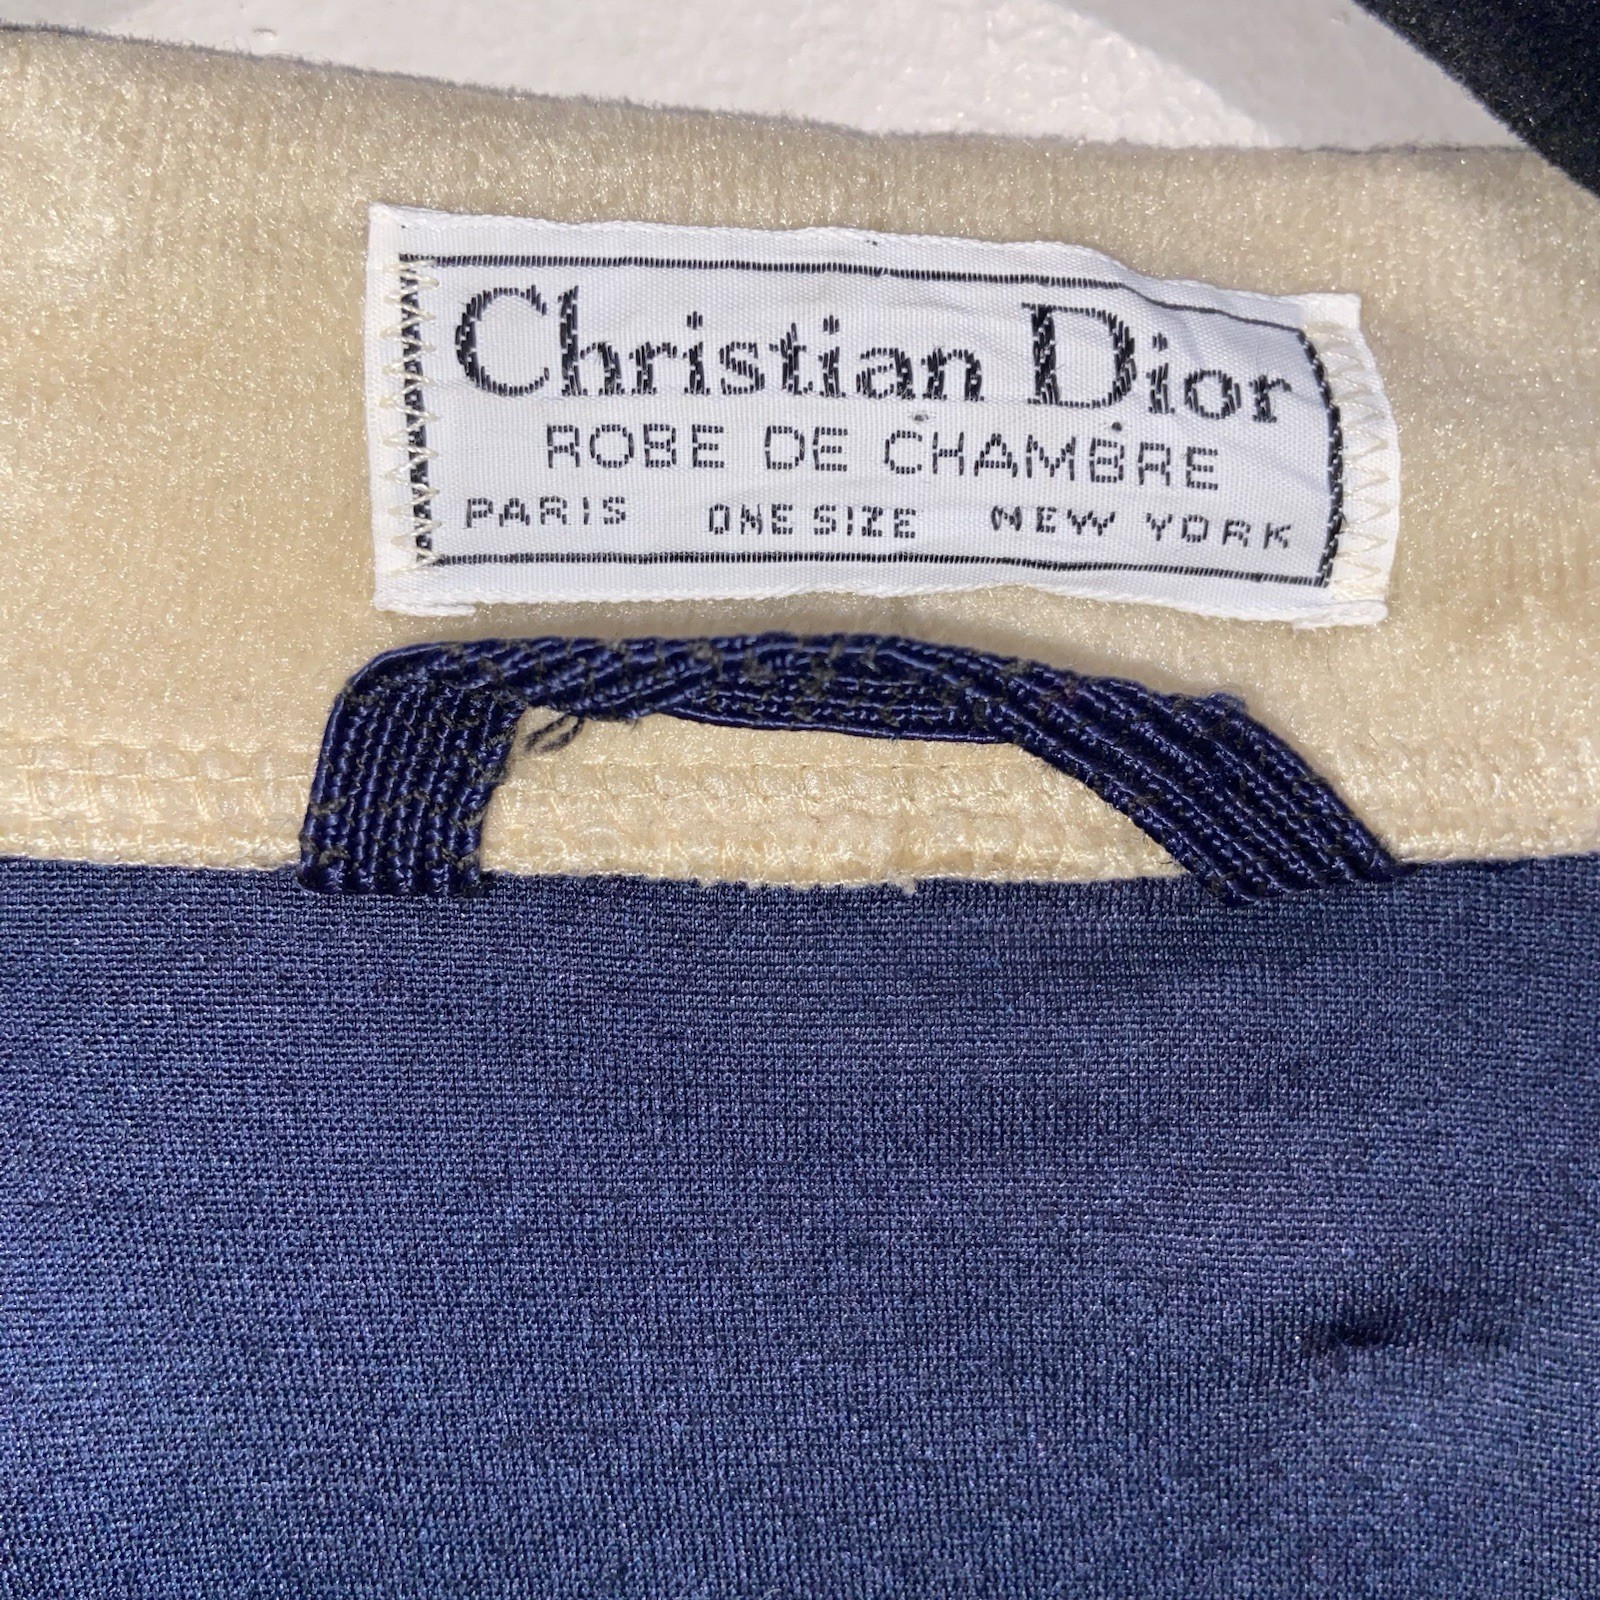 Christian Dior
ROBE DE CHAMBRE
PARIS ONE SIZE NEW YORK